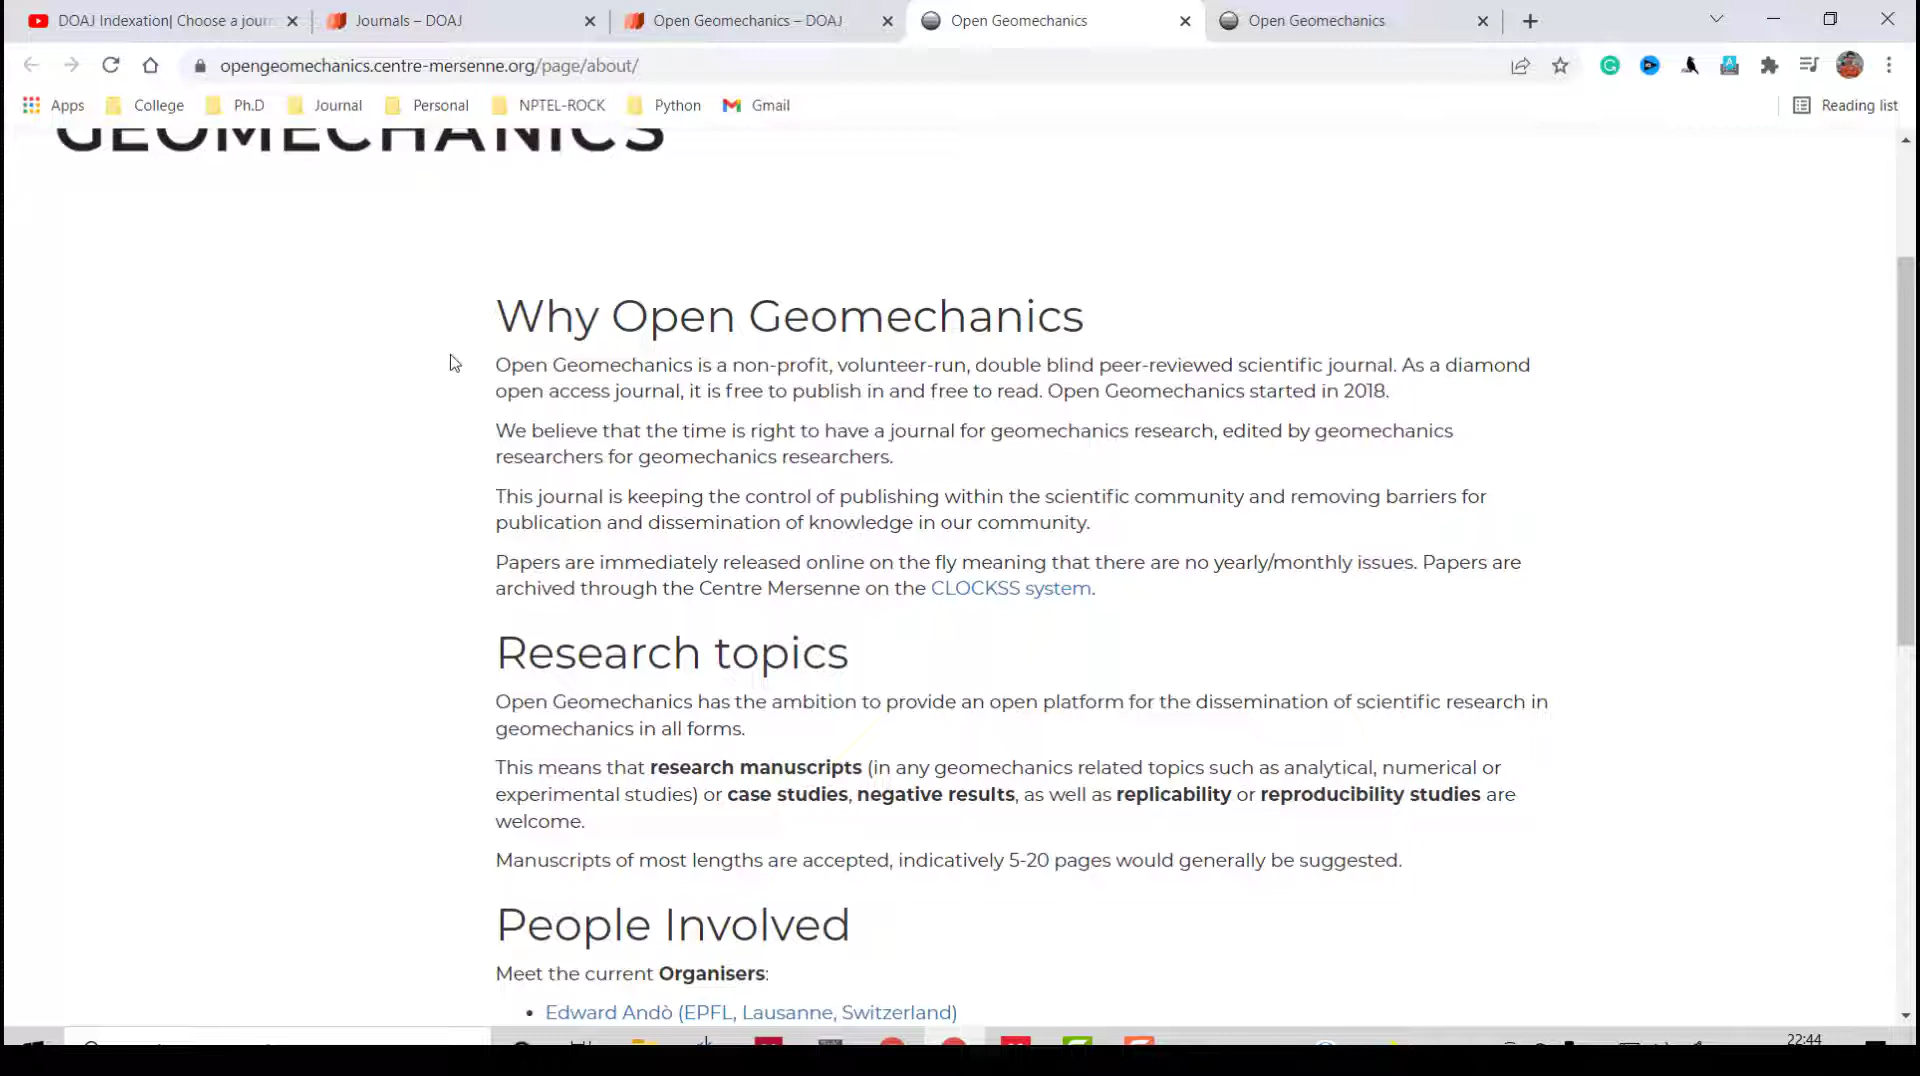 DOAJ Indexation| Choose a jour
Journals – DOAJ
Open Geomechanics – DOAJ
Open Geomechanics
Open Geomechanics
opengeomechanics.centre-mersenne.org/page/about/
Apps
College
Ph.D
Journal
Personal
NPTEL-ROCK
Python
Gmail
Reading list
GEOMECHANICS
Why Open Geomechanics
Open Geomechanics is a non-profit, volunteer-run, double blind peer-reviewed scientific journal. As a diamond
open access journal, it is free to publish in and free to read. Open Geomechanics started in 2018.
We believe that the time is right to have a journal for geomechanics research, edited by geomechanics
researchers for geomechanics researchers.
This journal is keeping the control of publishing within the scientific community and removing barriers for
publication and dissemination of knowledge in our community.
Papers are immediately released online on the fly meaning that there are no yearly/monthly issues. Papers are
archived through the Centre Mersenne on the CLOCKSS system.
Research topics
Open Geomechanics has the ambition to provide an open platform for the dissemination of scientific research in
geomechanics in all forms.
This means that research manuscripts (in any geomechanics related topics such as analytical, numerical or
experimental studies) or case studies, negative results, as well as replicability or reproducibility studies are
welcome.
Manuscripts of most lengths are accepted, indicatively 5-20 pages would generally be suggested.
People Involved
Meet the current Organisers:
• Edward Andò (EPFL, Lausanne, Switzerland)
22:44